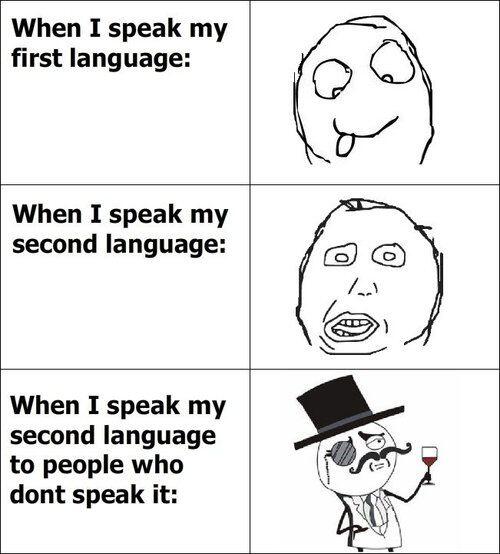 When I speak my
first language:
When I speak my
second language:
When I speak my
second language
to people who
dont speak it: